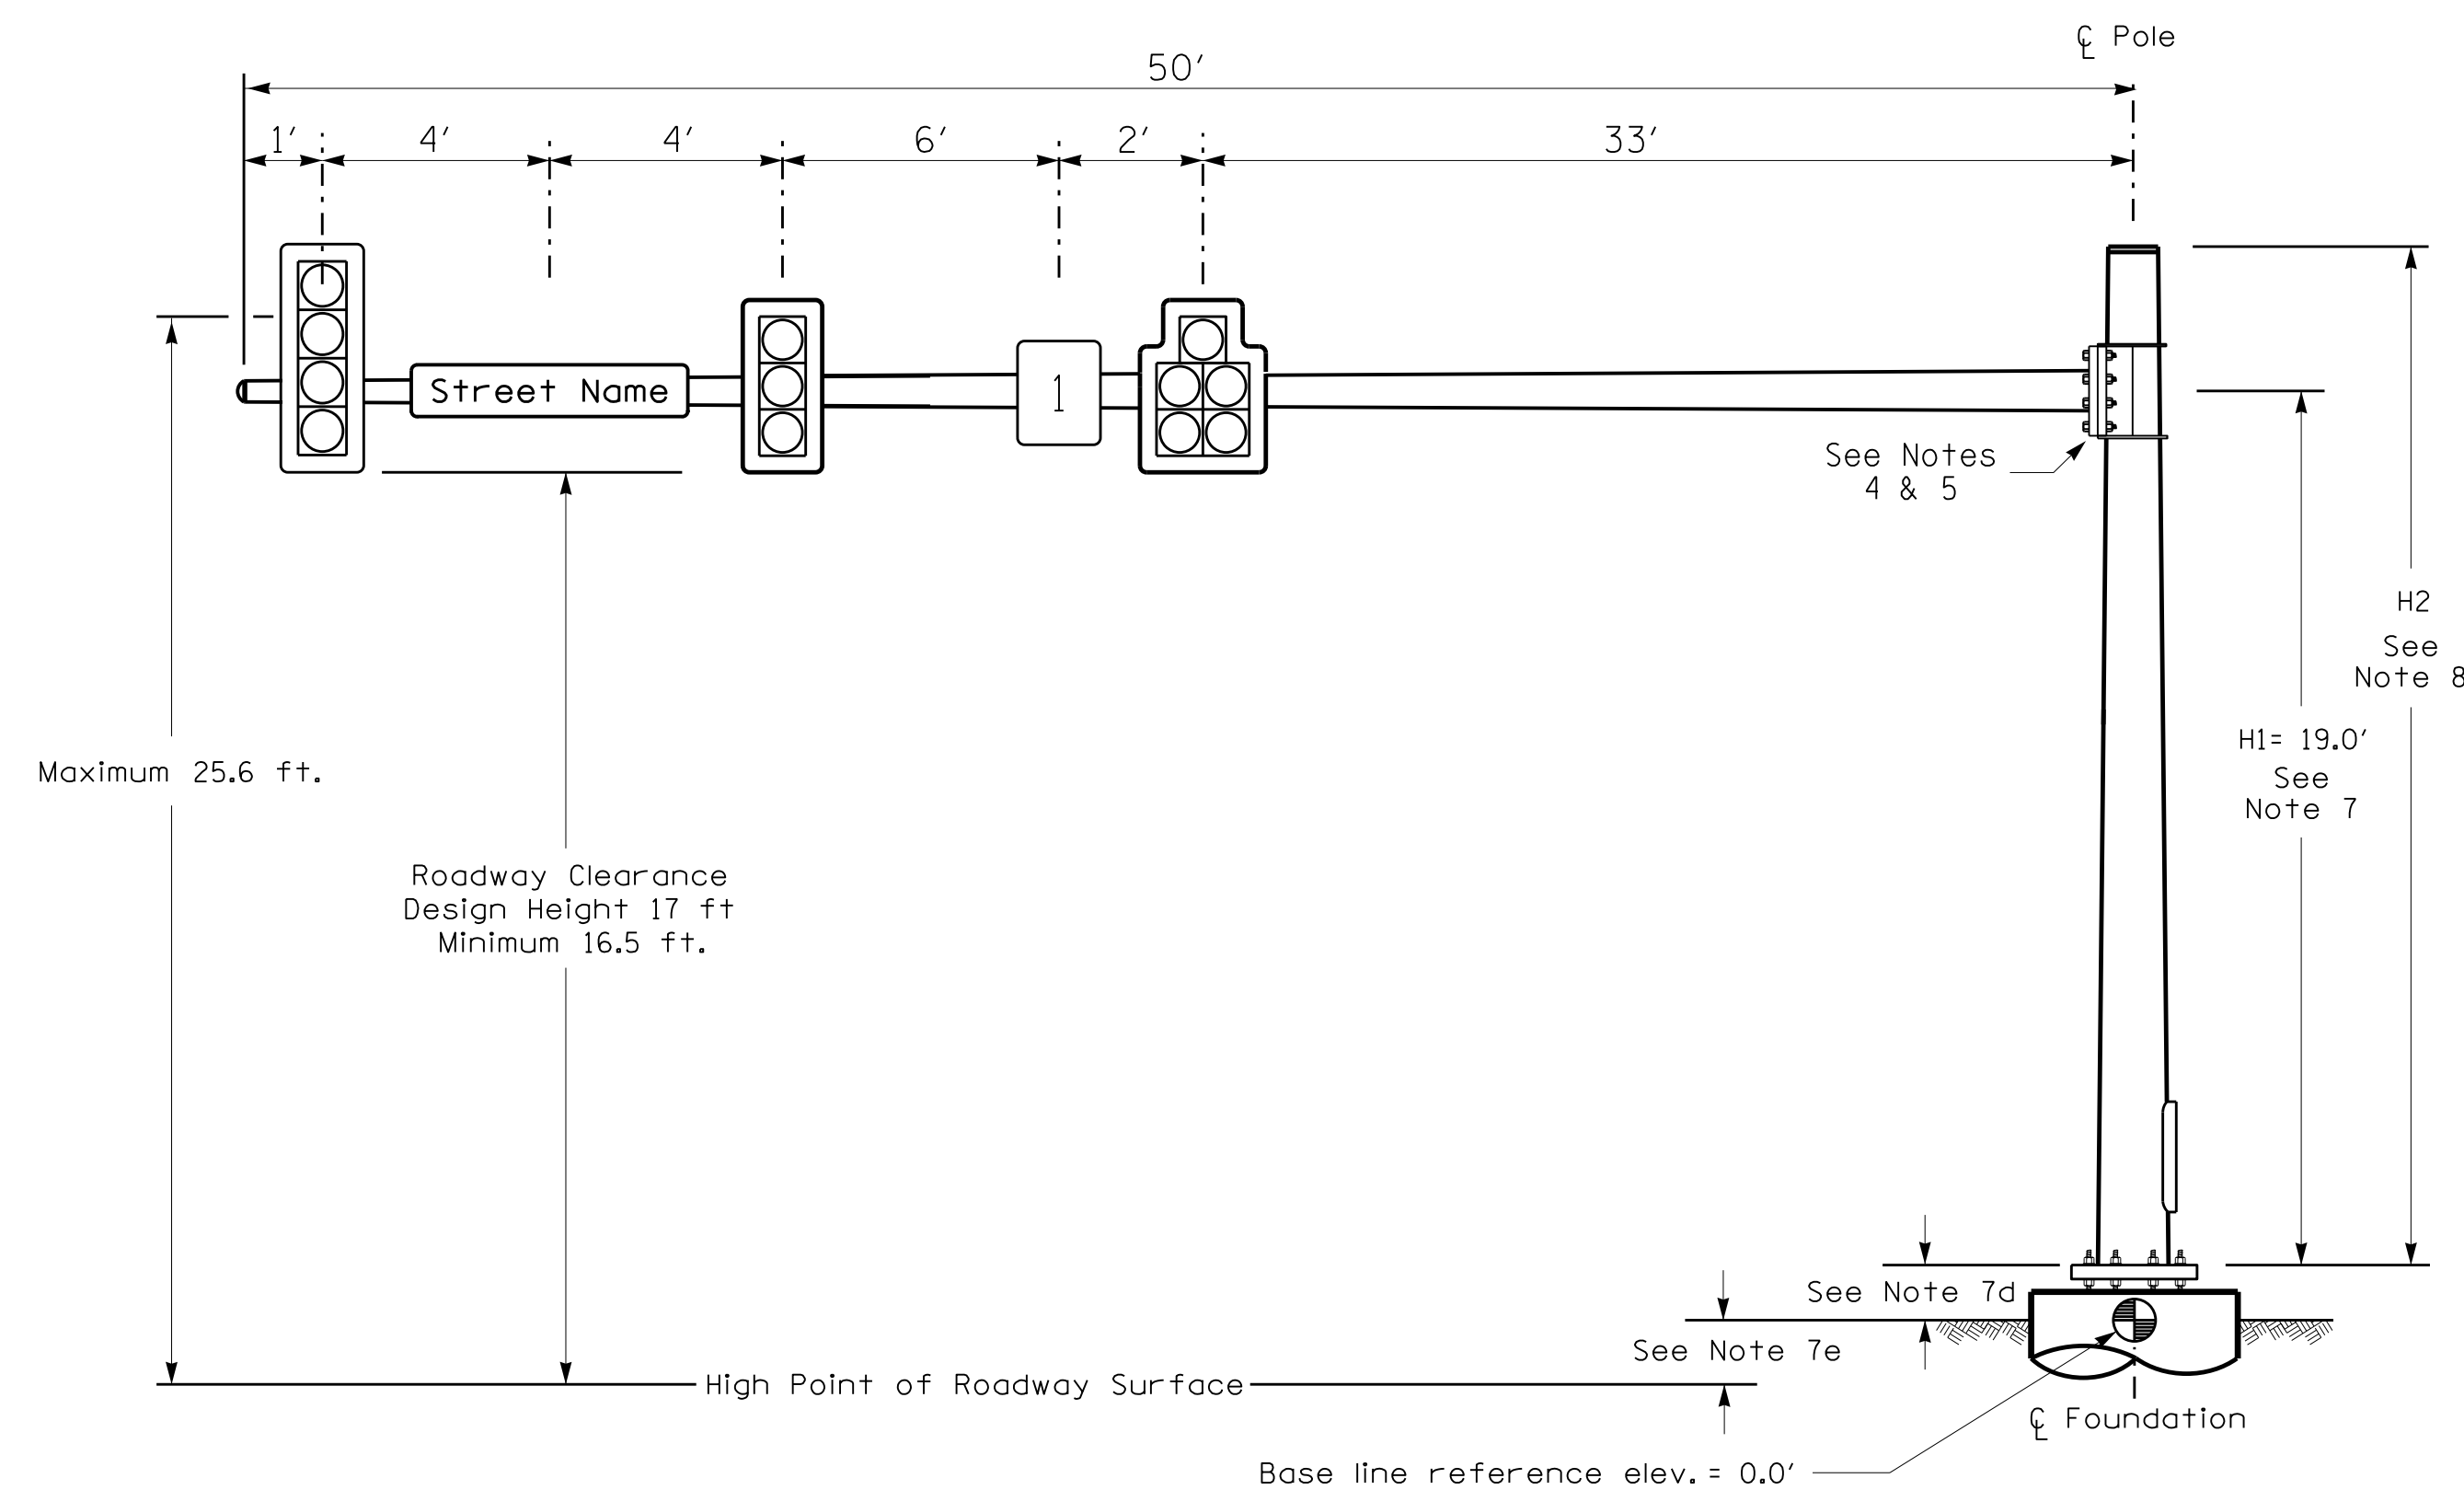 ℄ Pole
50'
1'
4'
4'
6'
2'
33'
Street Name
1
See Notes
4 & 5
H2
See
Note 8
H1= 19.0'
See
Note 7
Maximum 25.6 ft.
Roadway Clearance
Design Height 17 ft
Minimum 16.5 ft.
See Note 7d
See Note 7e
High Point of Roadway Surface
℄ Foundation
Base line reference elev. = 0.0'